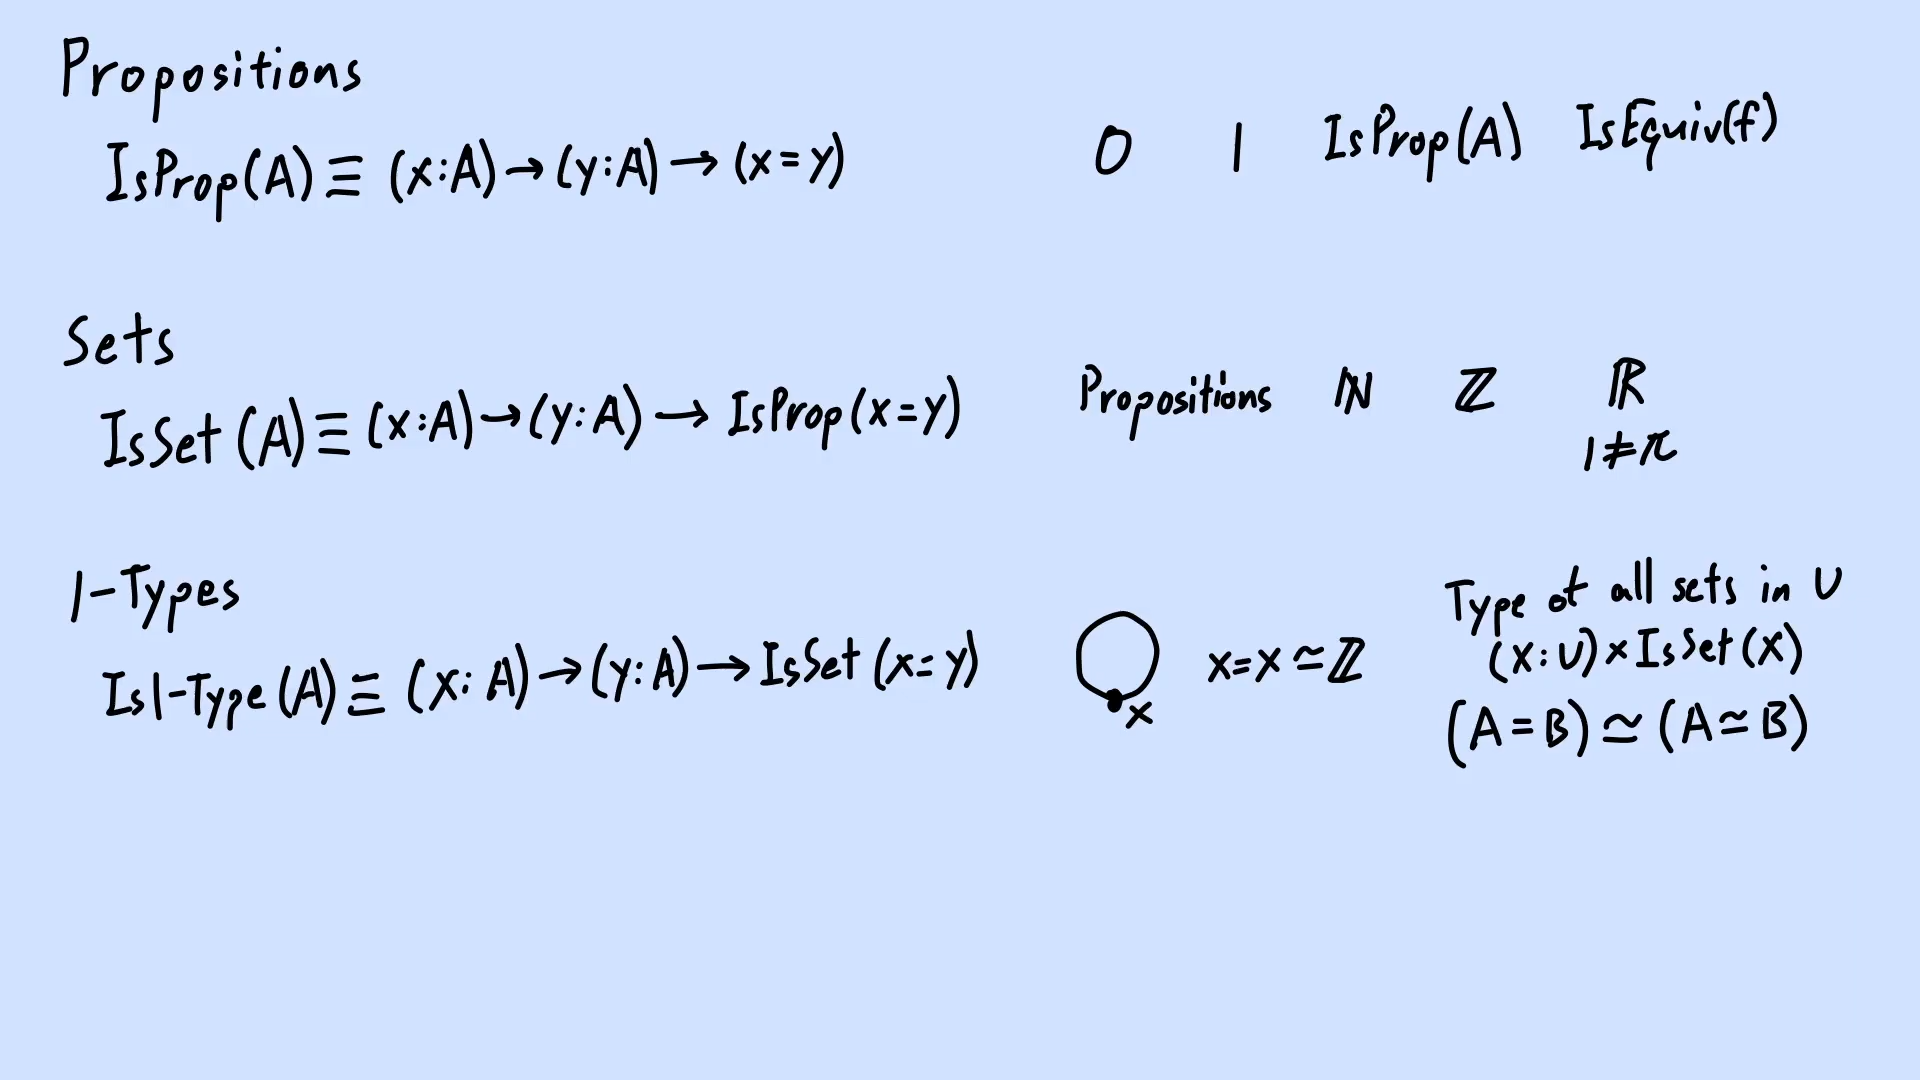 Propositions
IsProp(A) ≡ (x:A) → (y:A) → (x=y)
0 1 IsProp(A) IsEquiv(f)
Sets
IsSet(A) ≡ (x:A) → (y:A) → IsProp(x=y)
Propositions ℕ ℤ ℝ
1≠π
1-Types
Is1-Type(A) ≡ (x:A) → (y:A) → IsSet(x=y)
x
x=x ≃ ℤ
Type of all sets in U
(X:U) × IsSet(X)
(A=B) ≃ (A≃B)